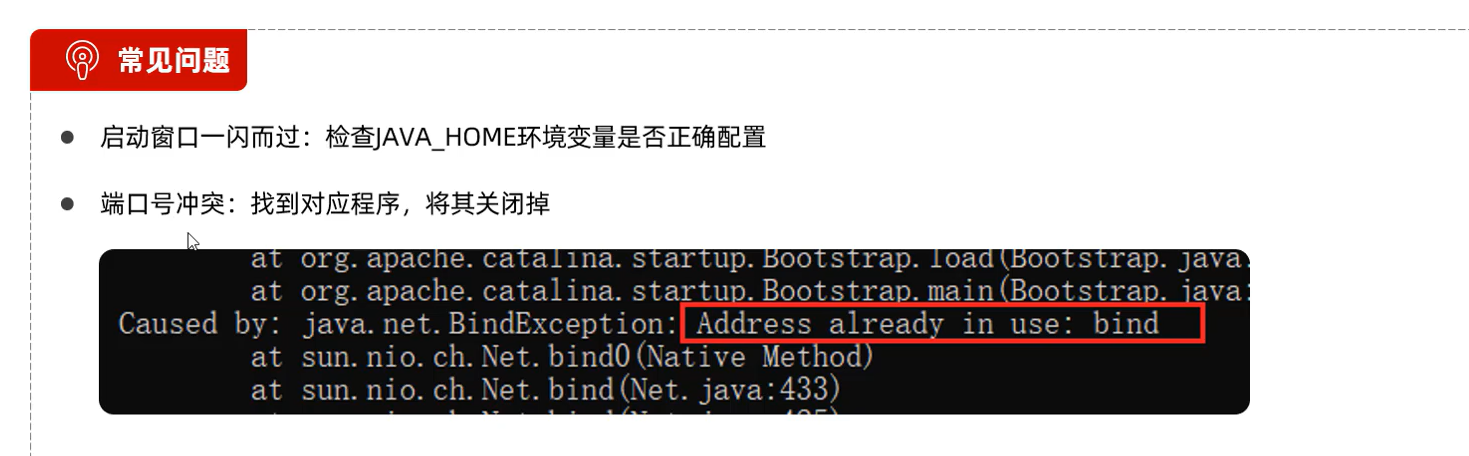 常见问题
启动窗口一闪而过：检查JAVA_HOME环境变量是否正确配置
端口号冲突：找到对应程序，将其关闭掉
at org.apache.catalina.startup.Bootstrap.load(Bootstrap.java:
at org.apache.catalina.startup.Bootstrap.main(Bootstrap.java:
Caused by: java.net.BindException: Address already in use: bind
at sun.nio.ch.Net.bind0(Native Method)
at sun.nio.ch.Net.bind(Net.java:433)